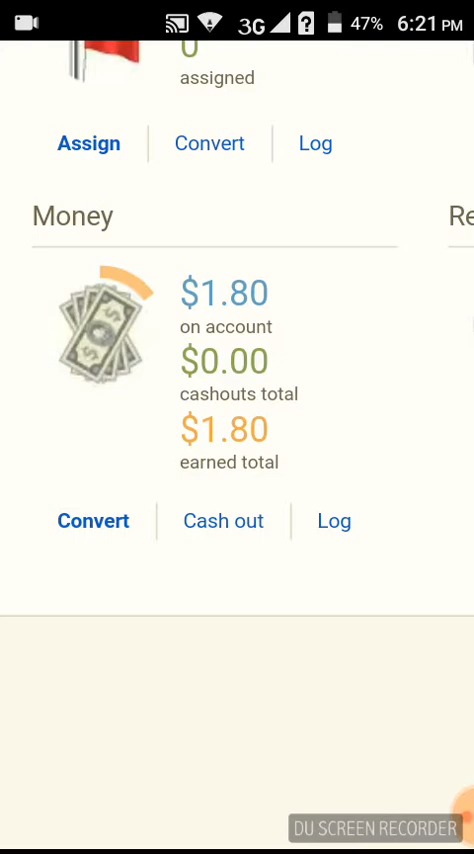 3G 47% 6:21 PM
0
assigned
Assign Convert Log
Money Re
$1.80
on account
$0.00
cashouts total
$1.80
earned total
Convert Cash out Log
DU SCREEN RECORDER